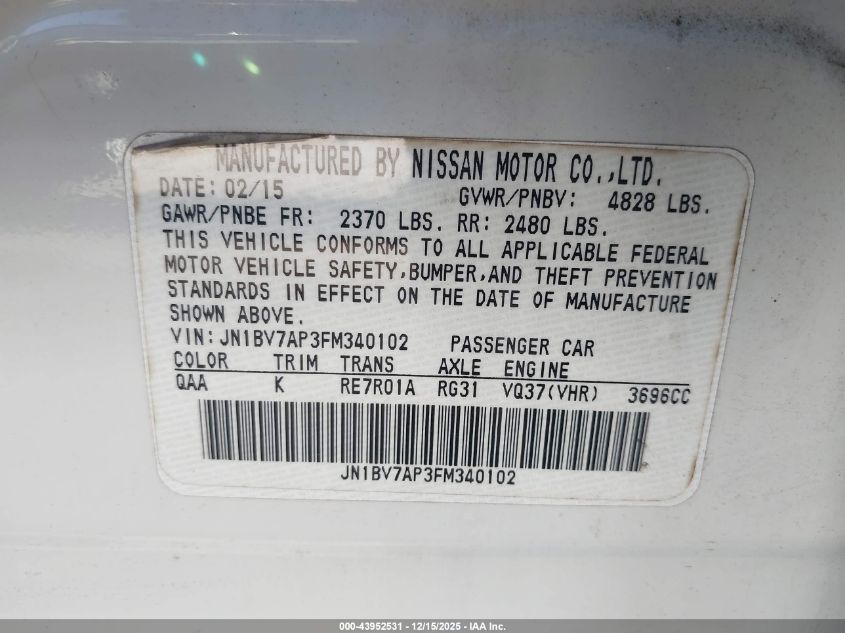 MANUFACTURED BY NISSAN MOTOR CO.,LTD.
DATE: 02/15 GVWR/PNBV: 4828 LBS.
GAWR/PNBE FR: 2370 LBS. RR: 2480 LBS.
THIS VEHICLE CONFORMS TO ALL APPLICABLE FEDERAL
MOTOR VEHICLE SAFETY,BUMPER,AND THEFT PREVENTION
STANDARDS IN EFFECT ON THE DATE OF MANUFACTURE
SHOWN ABOVE.
VIN: JN1BV7AP3FM340102 PASSENGER CAR
COLOR TRIM TRANS AXLE ENGINE
QAA K RE7R01A RG31 VQ37(VHR) 3696CC
JN1BV7AP3FM340102
000-43952531 - 12/15/2025 - IAA Inc.